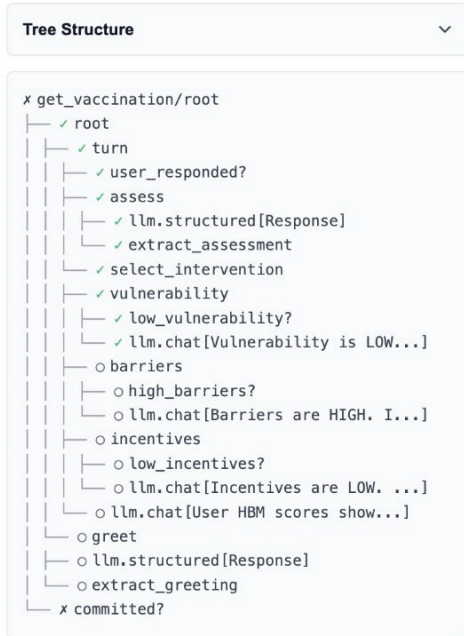 Tree Structure
✗ get_vaccination/root
├── ✓ root
│ ├── ✓ turn
│ │ ├── ✓ user_responded?
│ │ ├── ✓ assess
│ │ │ ├── ✓ llm.structured[Response]
│ │ │ └── ✓ extract_assessment
│ │ └── ✓ select_intervention
│ │ ├── ✓ vulnerability
│ │ │ ├── ✓ low_vulnerability?
│ │ │ └── ✓ llm.chat[Vulnerability is LOW...]
│ │ ├── ○ barriers
│ │ │ ├── ○ high_barriers?
│ │ │ └── ○ llm.chat[Barriers are HIGH. I...]
│ │ ├── ○ incentives
│ │ │ ├── ○ low_incentives?
│ │ │ └── ○ llm.chat[Incentives are LOW. ...]
│ │ └── ○ llm.chat[User HBM scores show...]
│ └── ○ greet
│ ├── ○ llm.structured[Response]
│ └── ○ extract_greeting
└── ✗ committed?